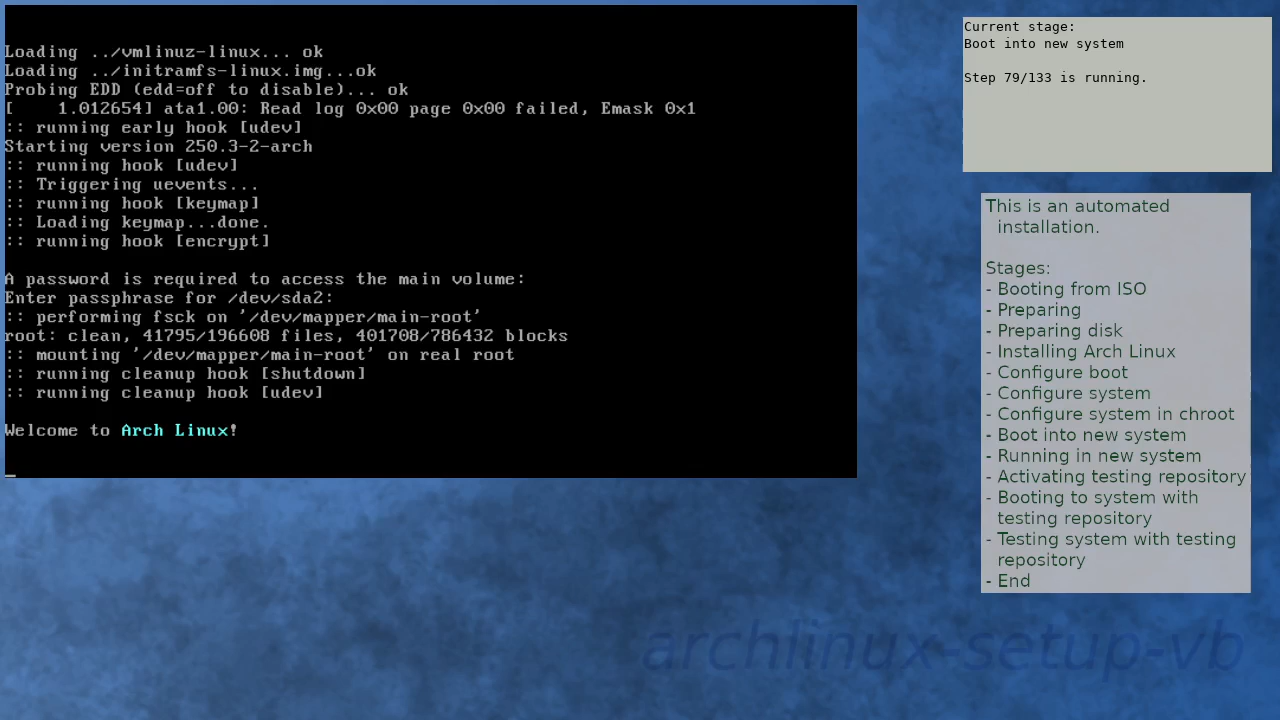 Loading ../vmlinuz-linux... ok
Loading ../initramfs-linux.img...ok
Probing EDD (edd=off to disable)... ok
[    1.012654] ata1.00: Read log 0x00 page 0x00 failed, Emask 0x1
:: running early hook [udev]
Starting version 250.3-2-arch
:: running hook [udev]
:: Triggering uevents...
:: running hook [keymap]
:: Loading keymap...done.
:: running hook [encrypt]
A password is required to access the main volume:
Enter passphrase for /dev/sda2:
:: performing fsck on '/dev/mapper/main-root'
root: clean, 41795/196608 files, 401708/786432 blocks
:: mounting '/dev/mapper/main-root' on real root
:: running cleanup hook [shutdown]
:: running cleanup hook [udev]
Welcome to Arch Linux!
Current stage:
Boot into new system
Step 79/133 is running.
This is an automated
installation.
Stages:
- Booting from ISO
- Preparing
- Preparing disk
- Installing Arch Linux
- Configure boot
- Configure system
- Configure system in chroot
- Boot into new system
- Running in new system
- Activating testing repository
- Booting to system with
testing repository
- Testing system with testing
repository
- End
archlinux-setup-vb